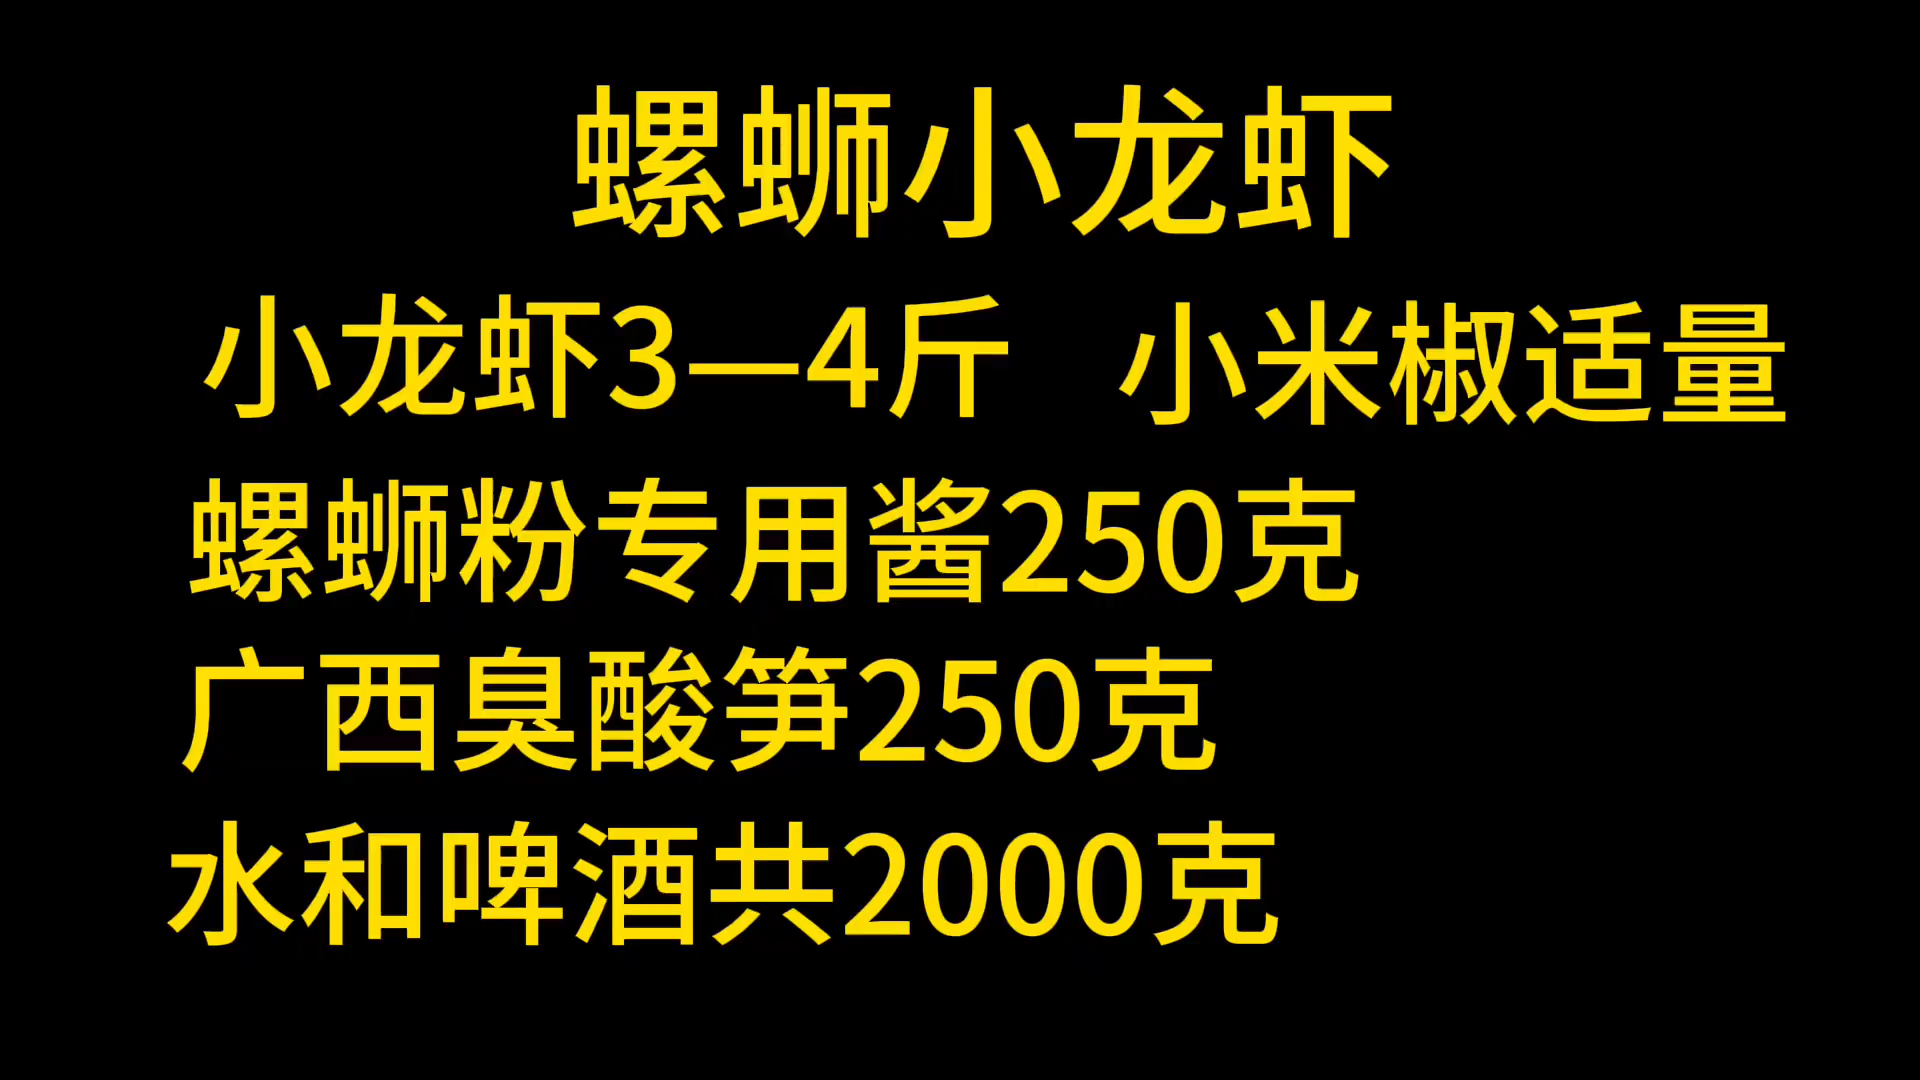 螺蛳小龙虾
小龙虾3—4斤 小米椒适量
螺蛳粉专用酱250克
广西臭酸笋250克
水和啤酒共2000克